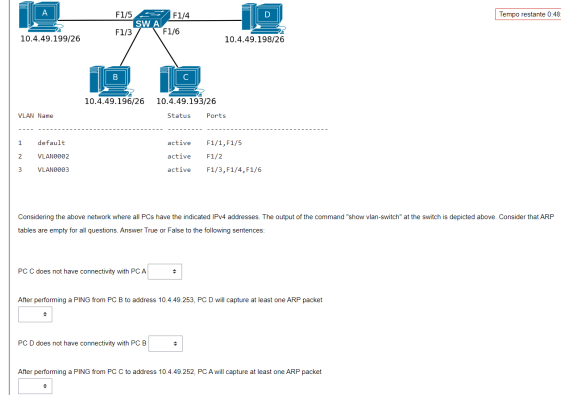 A
F1/5
F1/4
D
Tempo restante 0:48
SW A
F1/3
F1/6
10.4.49.199/26
10.4.49.198/26
B
C
10.4.49.196/26
10.4.49.193/26
VLAN Name Status Ports
---- -------------------------------- --------- -------------------------------
1 default active F1/1,F1/5
2 VLAN0002 active F1/2
3 VLAN0003 active F1/3,F1/4,F1/6
Considering the above network where all PCs have the indicated IPv4 addresses. The output of the command "show vlan-switch" at the switch is depicted above. Consider that ARP
tables are empty for all questions. Answer True or False to the following sentences:
PC C does not have connectivity with PC A
After performing a PING from PC B to address 10.4.49.253, PC D will capture at least one ARP packet
PC D does not have connectivity with PC B
After performing a PING from PC C to address 10.4.49.252, PC A will capture at least one ARP packet